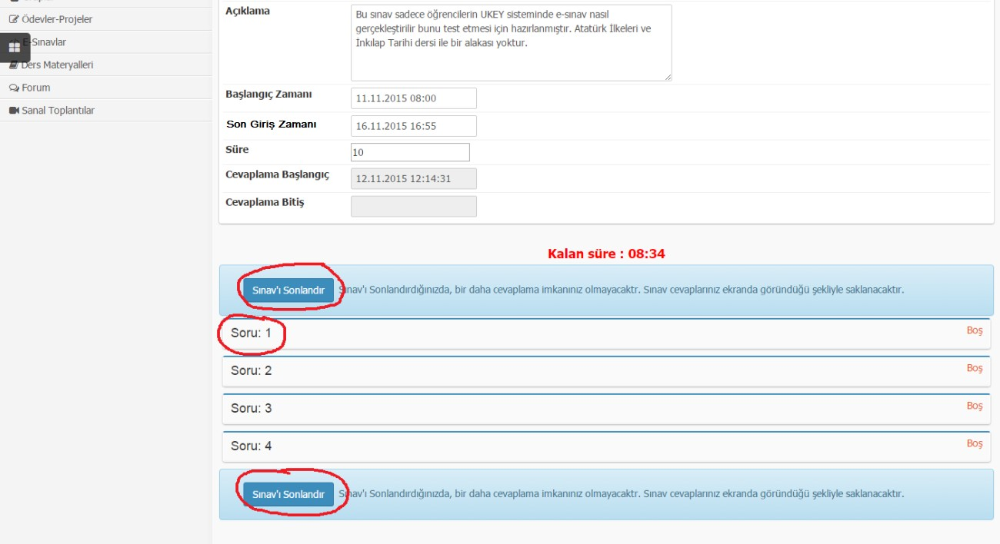 Ödevler-Projeler
E-Sınavlar
Ders Materyalleri
Forum
Sanal Toplantılar
Açıklama
Bu sınav sadece öğrencilerin UKEY sisteminde e-sınav nasıl
gerçekleştirilir bunu test etmesi için hazırlanmıştır. Atatürk İlkeleri ve
İnkılap Tarihi dersi ile bir alakası yoktur.
Başlangıç Zamanı 11.11.2015 08:00
Son Giriş Zamanı 16.11.2015 16:55
Süre 10
Cevaplama Başlangıç 12.11.2015 12:14:31
Cevaplama Bitiş
Kalan süre : 08:34
Sınav'ı Sonlandır Sınav'ı Sonlandırdığınızda, bir daha cevaplama imkanınız olmayacaktr. Sınav cevaplarınız ekranda göründüğü şekliyle saklanacaktır.
Soru: 1 Boş
Soru: 2 Boş
Soru: 3 Boş
Soru: 4 Boş
Sınav'ı Sonlandır Sınav'ı Sonlandırdığınızda, bir daha cevaplama imkanınız olmayacaktr. Sınav cevaplarınız ekranda göründüğü şekliyle saklanacaktır.